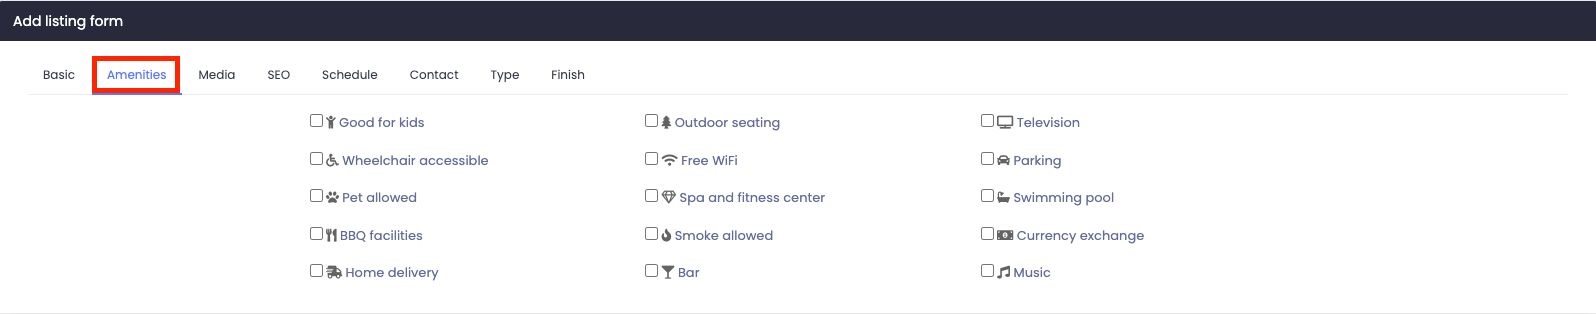 Add listing form
Basic Amenities Media SEO Schedule Contact Type Finish
Good for kids Outdoor seating Television
Wheelchair accessible Free WiFi Parking
Pet allowed Spa and fitness center Swimming pool
BBQ facilities Smoke allowed Currency exchange
Home delivery Bar Music